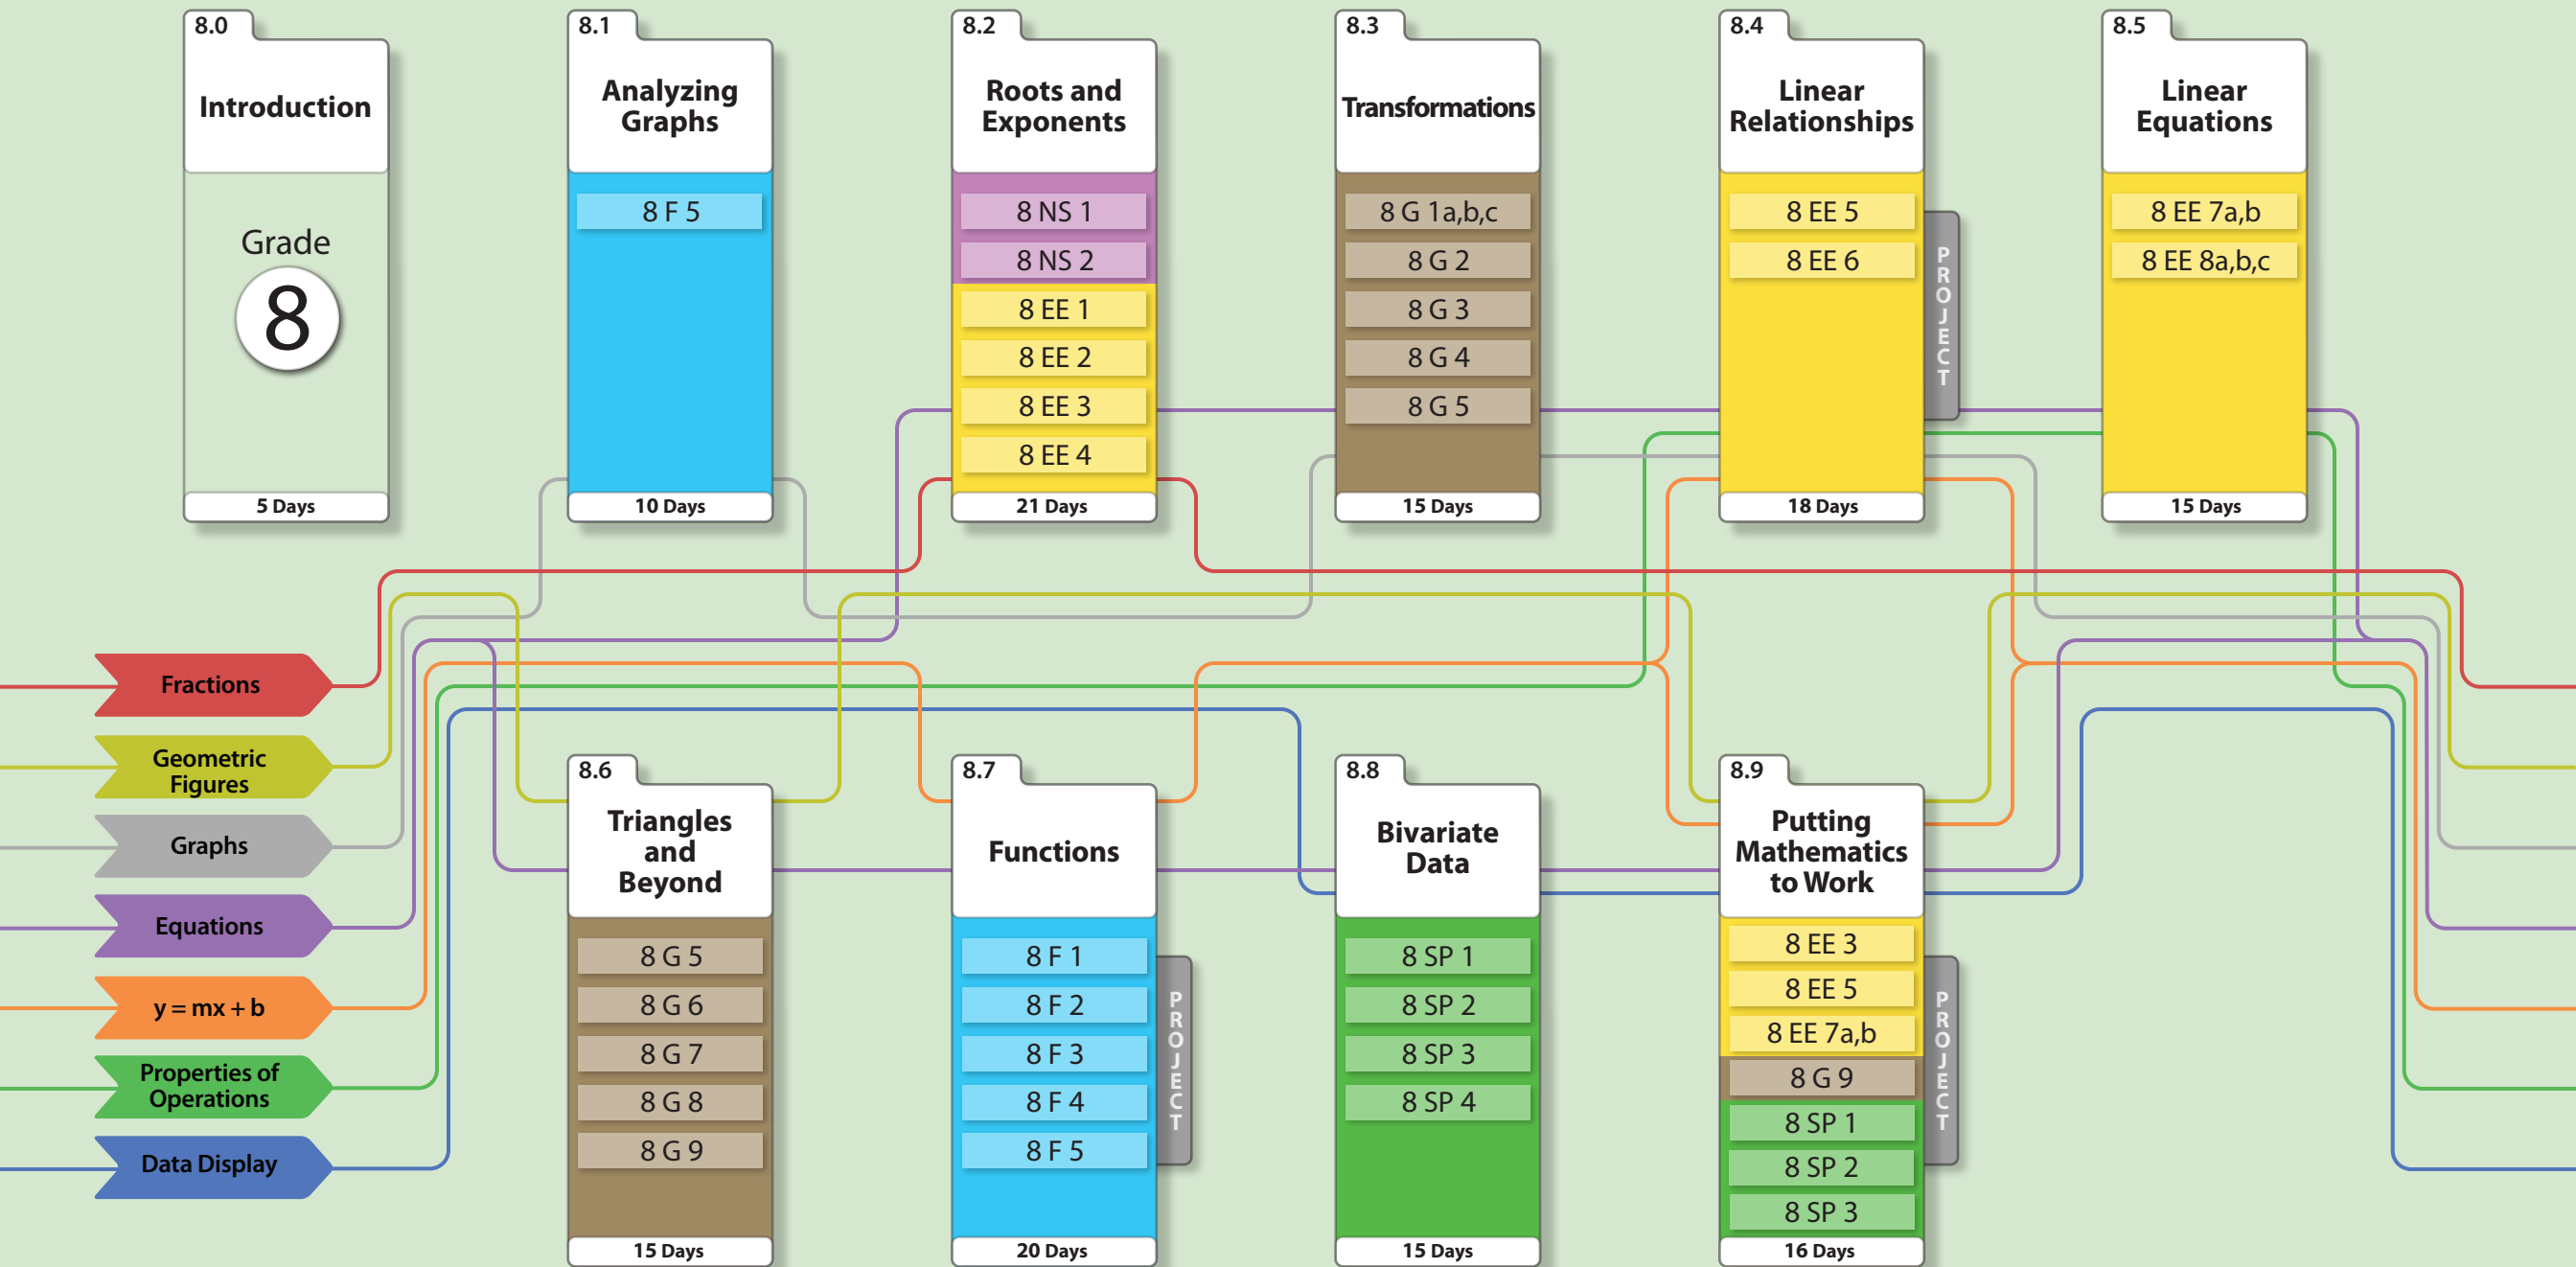 8.0
Introduction
Grade
8
5 Days
8.1
Analyzing
Graphs
8 F 5
10 Days
8.2
Roots and
Exponents
8 NS 1
8 NS 2
8 EE 1
8 EE 2
8 EE 3
8 EE 4
21 Days
8.3
Transformations
8 G 1a,b,c
8 G 2
8 G 3
8 G 4
8 G 5
15 Days
8.4
Linear
Relationships
8 EE 5
8 EE 6
PROJECT
18 Days
8.5
Linear
Equations
8 EE 7a,b
8 EE 8a,b,c
15 Days
Fractions
Geometric
Figures
Graphs
Equations
y = mx + b
Properties of
Operations
Data Display
8.6
Triangles
and
Beyond
8 G 5
8 G 6
8 G 7
8 G 8
8 G 9
15 Days
8.7
Functions
8 F 1
8 F 2
8 F 3
8 F 4
8 F 5
PROJECT
20 Days
8.8
Bivariate
Data
8 SP 1
8 SP 2
8 SP 3
8 SP 4
15 Days
8.9
Putting
Mathematics
to Work
8 EE 3
8 EE 5
8 EE 7a,b
8 G 9
8 SP 1
8 SP 2
8 SP 3
PROJECT
16 Days